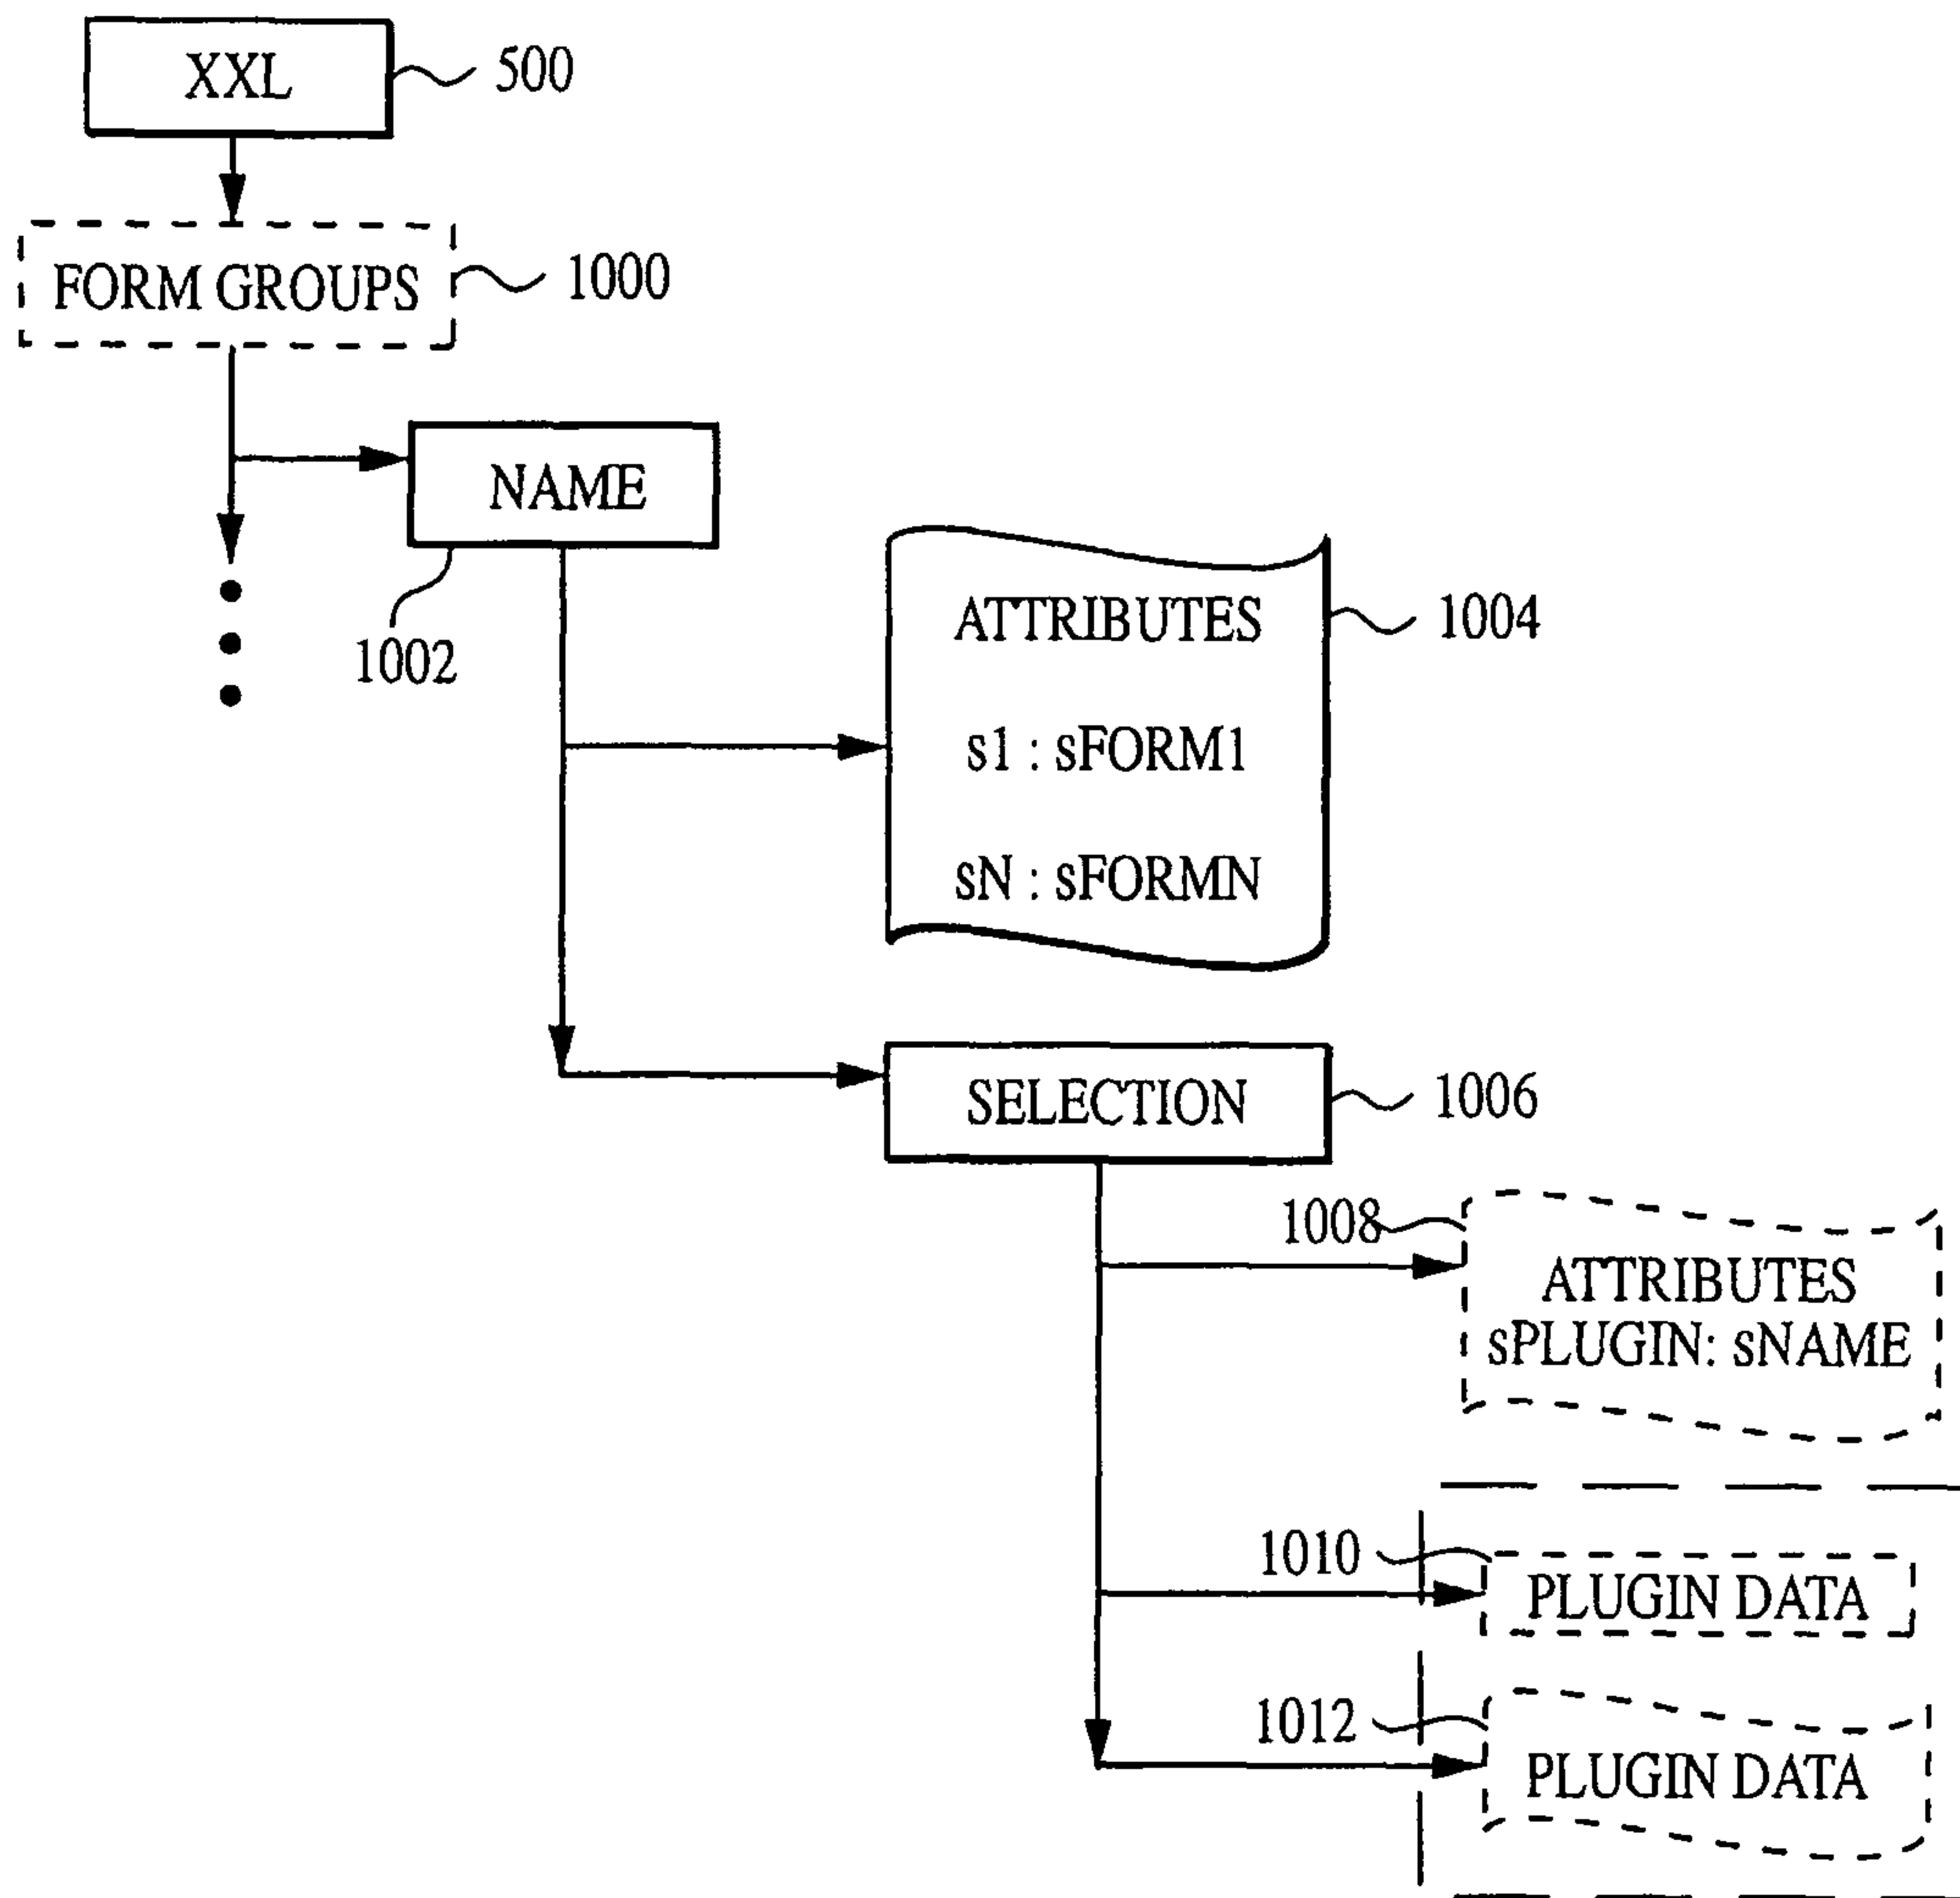 XXL
500
FORM GROUPS
1000
NAME
1002
ATTRIBUTES
1004
s1 : sFORM1
sN : sFORMN
SELECTION
1006
1008
ATTRIBUTES
sPLUGIN: sNAME
1010
PLUGIN DATA
1012
PLUGIN DATA